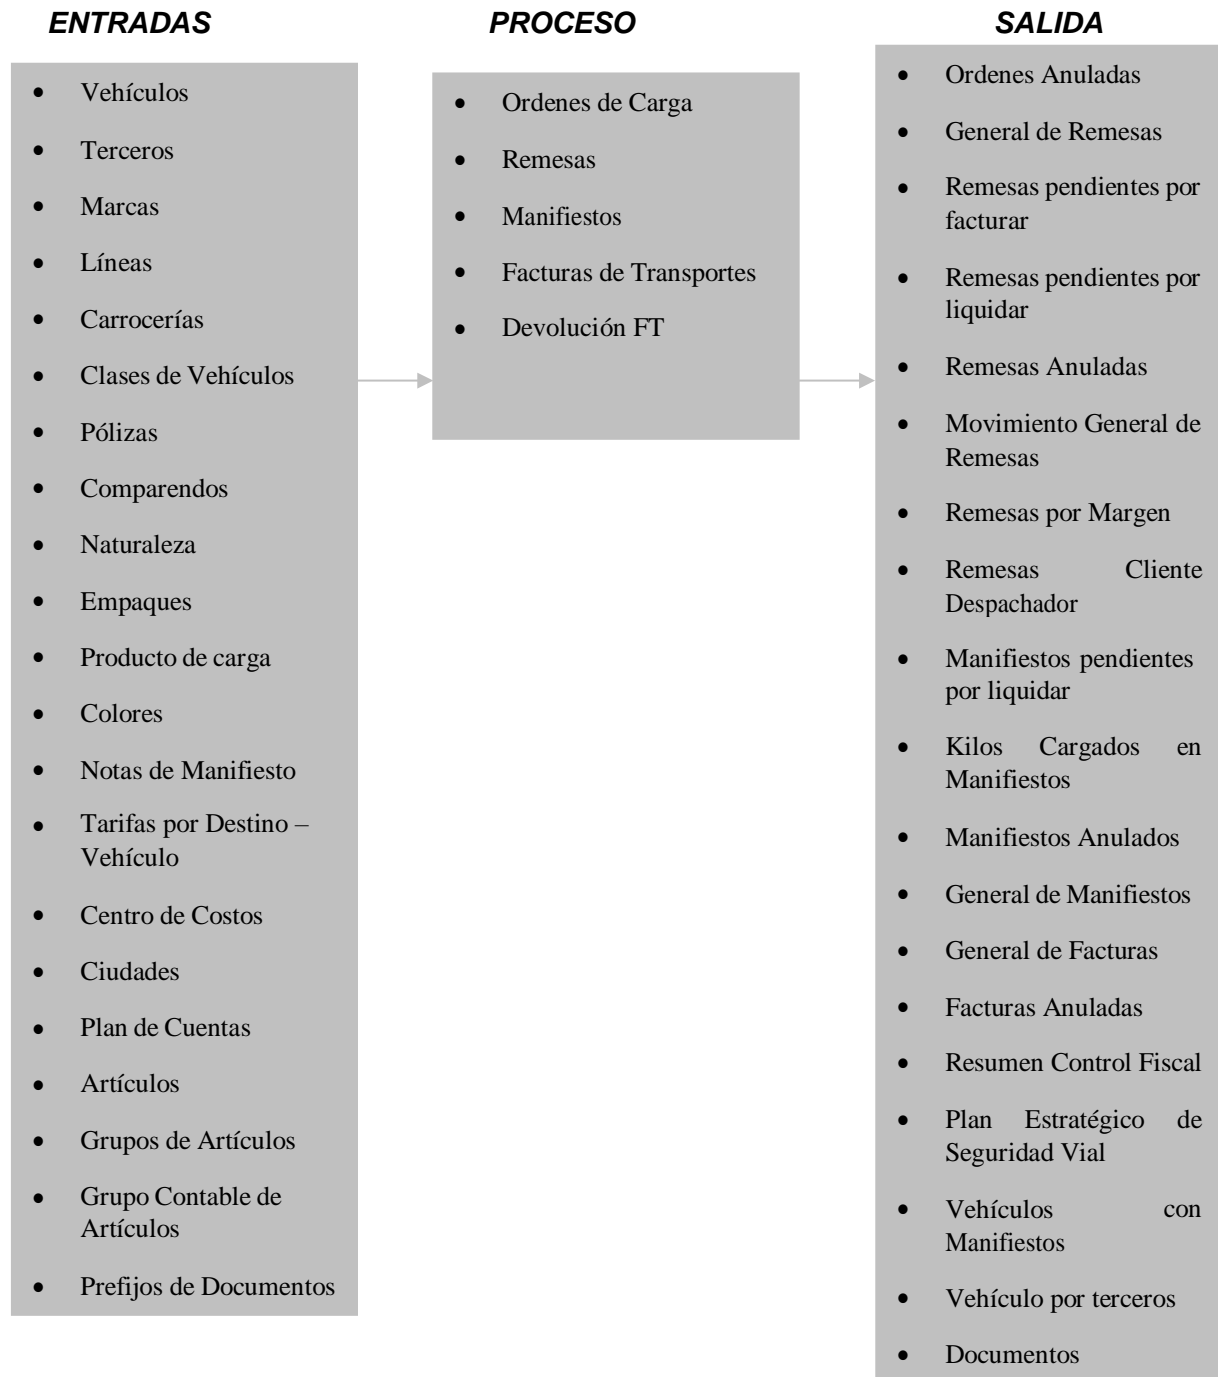 ENTRADAS
PROCESO
SALIDA
• Vehículos
• Terceros
• Marcas
• Líneas
• Carrocerías
• Clases de Vehículos
• Pólizas
• Comparendos
• Naturaleza
• Empaques
• Producto de carga
• Colores
• Notas de Manifiesto
• Tarifas por Destino –
Vehículo
• Centro de Costos
• Ciudades
• Plan de Cuentas
• Artículos
• Grupos de Artículos
• Grupo Contable de
Artículos
• Prefijos de Documentos
• Ordenes de Carga
• Remesas
• Manifiestos
• Facturas de Transportes
• Devolución FT
• Ordenes Anuladas
• General de Remesas
• Remesas pendientes por
facturar
• Remesas pendientes por
liquidar
• Remesas Anuladas
• Movimiento General de
Remesas
• Remesas por Margen
• Remesas Cliente
Despachador
• Manifiestos pendientes
por liquidar
• Kilos Cargados en
Manifiestos
• Manifiestos Anulados
• General de Manifiestos
• General de Facturas
• Facturas Anuladas
• Resumen Control Fiscal
• Plan Estratégico de
Seguridad Vial
• Vehículos con
Manifiestos
• Vehículo por terceros
• Documentos